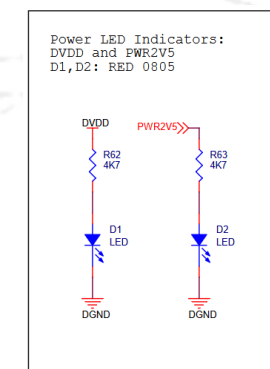 Power LED Indicators:
DVDD and PWR2V5
D1,D2: RED 0805
DVDD
PWR2V5
R62
4K7
R63
4K7
D1
LED
D2
LED
DGND
DGND